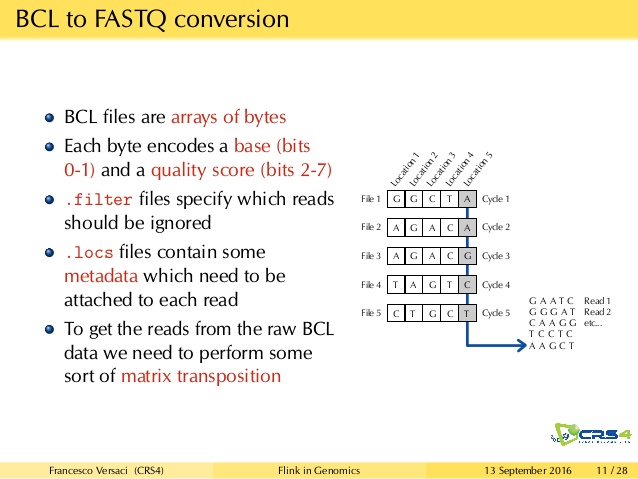 BCL to FASTQ conversion
BCL files are arrays of bytes
Each byte encodes a base (bits
0-1) and a quality score (bits 2-7)
.filter files specify which reads
should be ignored
.locs files contain some
metadata which need to be
attached to each read
To get the reads from the raw BCL
data we need to perform some
sort of matrix transposition
Location 1
Location 2
Location 3
Location 4
Location 5
File 1 G G C T A Cycle 1
File 2 A G A C A Cycle 2
File 3 A G A C G Cycle 3
File 4 T A G T C Cycle 4
File 5 C T G C T Cycle 5
G A A T C Read 1
G G G A T Read 2
C A A G G etc...
T C C T C
A A G C T
CRS4
Francesco Versaci (CRS4) Flink in Genomics 13 September 2016 11 / 28